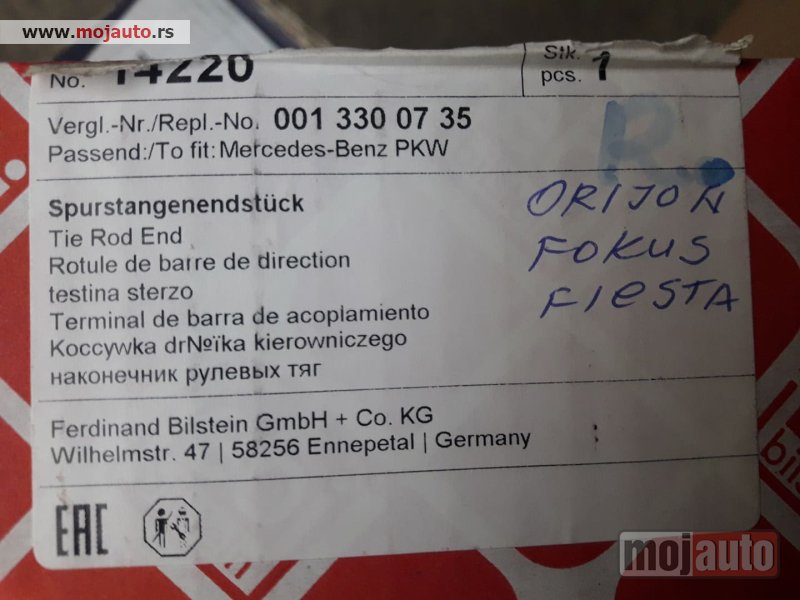 www.mojauto.rs
No. 14220
Stk.
pcs. 1
Vergl.-Nr./Repl.-No. 001 330 07 35
Passend:/To fit: Mercedes-Benz PKW
R.
Spurstangenendstück
Tie Rod End
Rotule de barre de direction
testina sterzo
Terminal de barra de acoplamiento
Koccywka drNºïka kierowniczego
наконечник рулевых тяг
ORIJON
FOKUS
FIESTA
Ferdinand Bilstein GmbH + Co. KG
Wilhelmstr. 47 | 58256 Ennepetal | Germany
EAC
mojauto